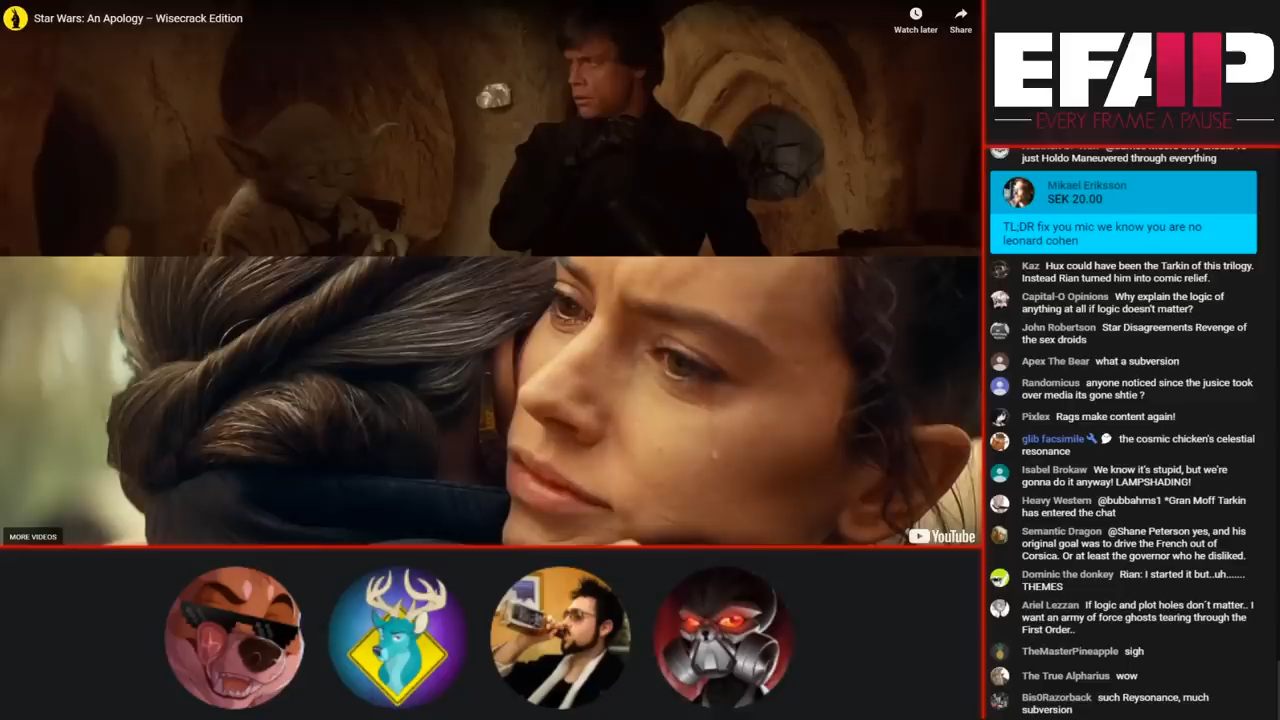 Star Wars: An Apology – Wisecrack Edition
Watch later
Share
MORE VIDEOS
YouTube
EFAP
EVERY FRAME A PAUSE
just Holdo Maneuvered through everything
Mikael Eriksson
SEK 20.00
TL;DR fix you mic we know you are no
leonard cohen
Kaz Hux could have been the Tarkin of this trilogy.
Instead Rian turned him into comic relief.
Capital-O Opinions Why explain the logic of
anything at all if logic doesn't matter?
John Robertson Star Disagreements Revenge of
the sex droids
Apex The Bear what a subversion
Randomicus anyone noticed since the jusice took
over media its gone shtie ?
Pixlex Rags make content again!
glib facsimile the cosmic chicken's celestial
resonance
Isabel Brokaw We know it's stupid, but we're
gonna do it anyway! LAMPSHADING!
Heavy Western @bubbahms1 *Gran Moff Tarkin
has entered the chat
Semantic Dragon @Shane Peterson yes, and his
original goal was to drive the French out of
Corsica. Or at least the governor who he disliked.
Dominic the donkey Rian: I started it but..uh.......
THEMES
Ariel Lezzan If logic and plot holes don´t matter.. I
want an army of force ghosts tearing through the
First Order..
TheMasterPineapple sigh
The True Alpharius wow
Bis0Razorback such Reysonance, much
subversion